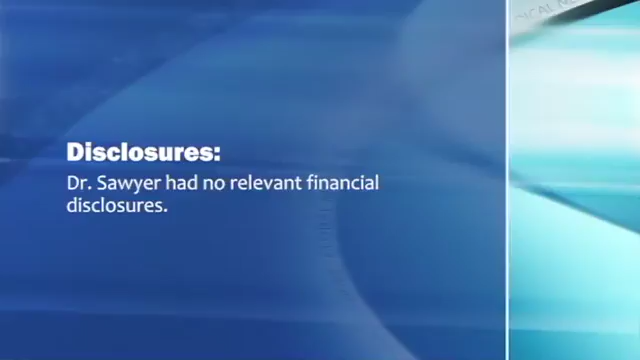 Disclosures:
Dr. Sawyer had no relevant financial
disclosures.